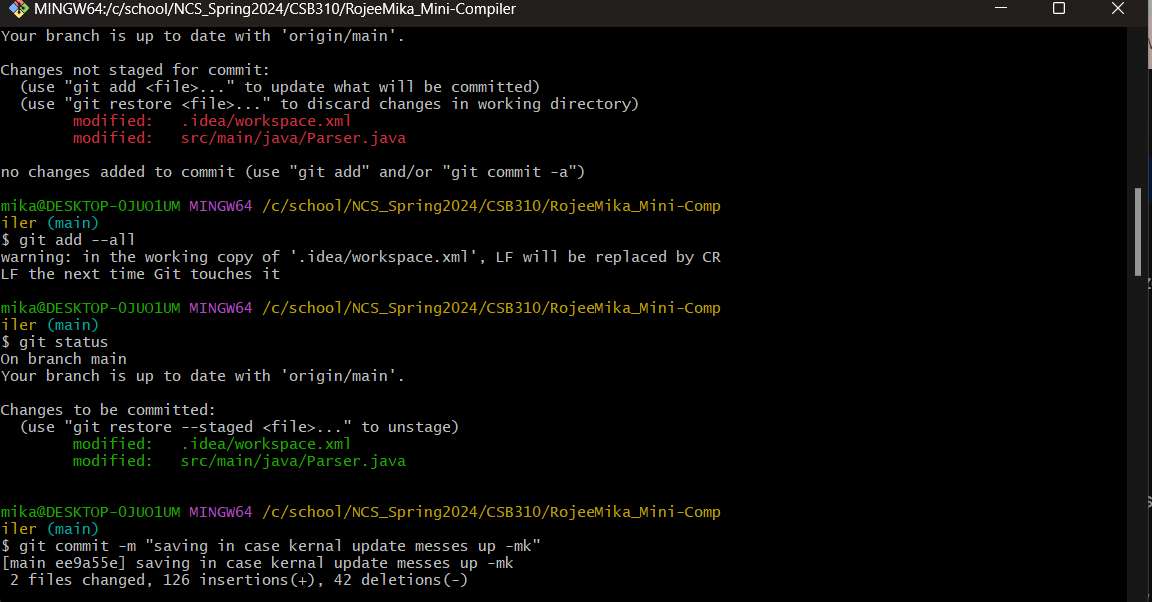 MINGW64:/c/school/NCS_Spring2024/CSB310/RojeeMika_Mini-Compiler
Your branch is up to date with 'origin/main'.
Changes not staged for commit:
  (use "git add <file>..." to update what will be committed)
  (use "git restore <file>..." to discard changes in working directory)
        modified:   .idea/workspace.xml
        modified:   src/main/java/Parser.java
no changes added to commit (use "git add" and/or "git commit -a")
mika@DESKTOP-0JUO1UM MINGW64 /c/school/NCS_Spring2024/CSB310/RojeeMika_Mini-Comp
iler (main)
$ git add --all
warning: in the working copy of '.idea/workspace.xml', LF will be replaced by CR
LF the next time Git touches it
mika@DESKTOP-0JUO1UM MINGW64 /c/school/NCS_Spring2024/CSB310/RojeeMika_Mini-Comp
iler (main)
$ git status
On branch main
Your branch is up to date with 'origin/main'.
Changes to be committed:
  (use "git restore --staged <file>..." to unstage)
        modified:   .idea/workspace.xml
        modified:   src/main/java/Parser.java
mika@DESKTOP-0JUO1UM MINGW64 /c/school/NCS_Spring2024/CSB310/RojeeMika_Mini-Comp
iler (main)
$ git commit -m "saving in case kernal update messes up -mk"
[main ee9a55e] saving in case kernal update messes up -mk
 2 files changed, 126 insertions(+), 42 deletions(-)